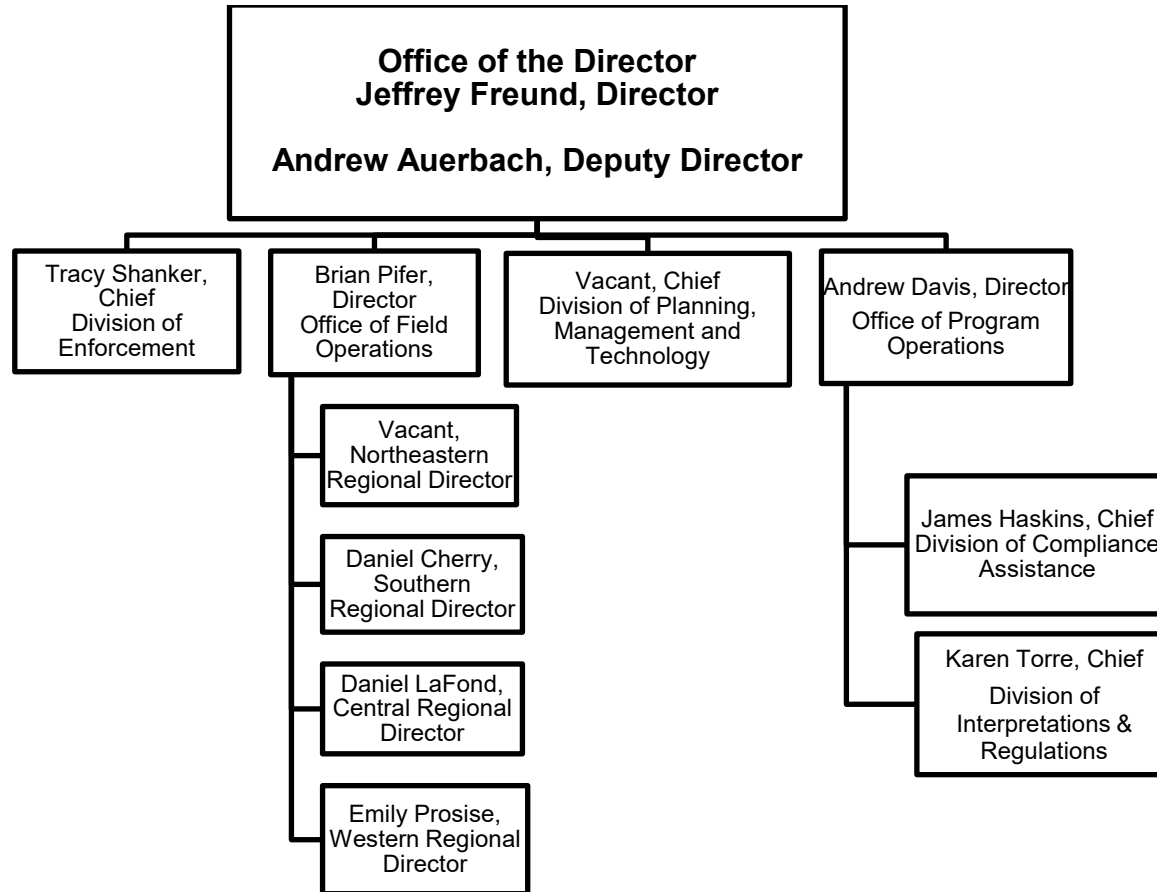 Office of the Director
Jeffrey Freund, Director
Andrew Auerbach, Deputy Director
Tracy Shanker,
Chief
Division of
Enforcement
Brian Pifer,
Director
Office of Field
Operations
Vacant, Chief
Division of Planning,
Management and
Technology
Andrew Davis, Director
Office of Program
Operations
Vacant,
Northeastern
Regional Director
Daniel Cherry,
Southern
Regional Director
Daniel LaFond,
Central Regional
Director
Emily Prosise,
Western Regional
Director
James Haskins, Chief
Division of Compliance
Assistance
Karen Torre, Chief
Division of
Interpretations &
Regulations